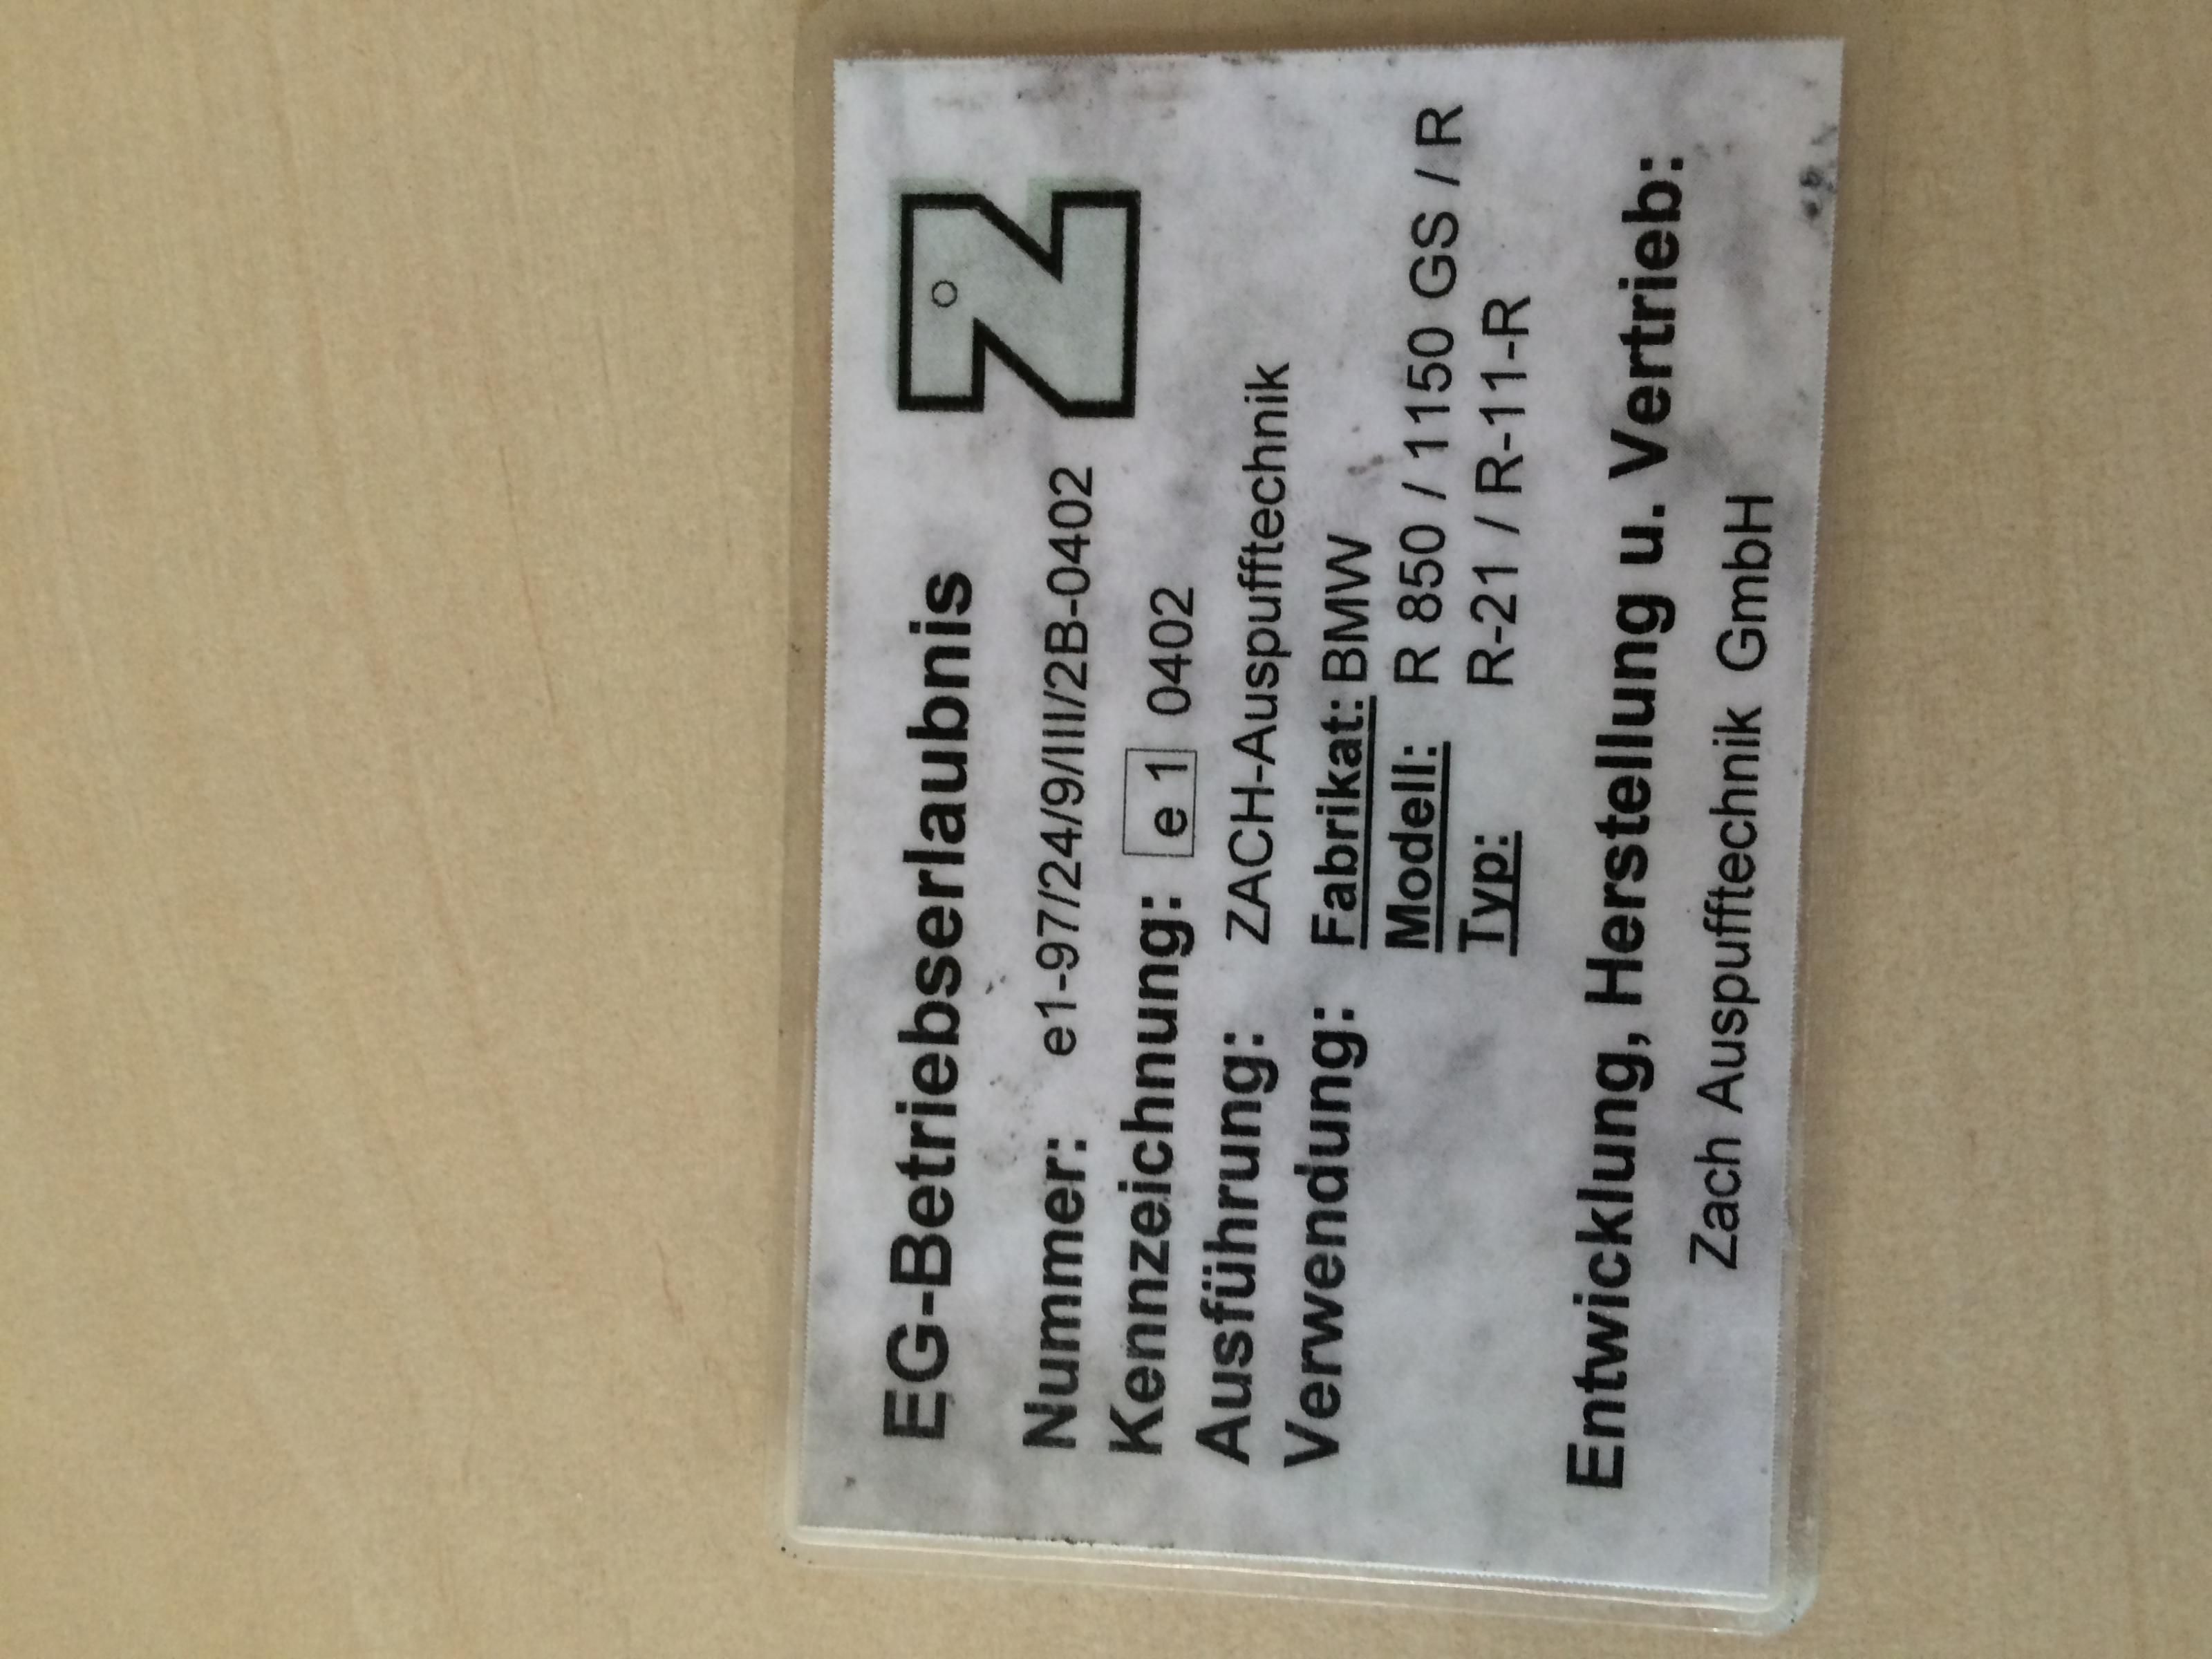 EG-Betriebserlaubnis
Z
Nummer: e1-97/24/9/III/2B-0402
Kennzeichnung: e 1 0402
Ausführung: ZACH-Auspufftechnik
Verwendung: Fabrikat: BMW
Modell: R 850 / 1150 GS / R
Typ: R-21 / R-11-R
Entwicklung, Herstellung u. Vertrieb:
Zach Auspufftechnik GmbH